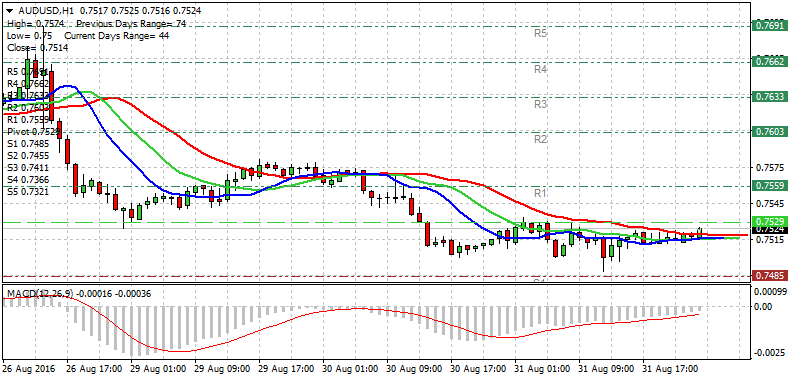 AUDUSD,H1 0.7517 0.7525 0.7516 0.7524
High= 0.7574 Previous Days Range= 74
Low= 0.75 Current Days Range= 44
Close= 0.7514
R5
R4 0.7662
R3
R2
R1 0.7559
Pivot
S1 0.7485
S2 0.7455
S3 0.7411
S4 0.7366
S5 0.7321
R5
R4
R3
R2
R1
0.7691
0.7662
0.7633
0.7603
0.7575
0.7559
0.7545
0.7529
0.7524
0.7515
0.7485
MACD(12,26,9) -0.00016 -0.00036
0.00099
0.00
-0.0025
26 Aug 2016 26 Aug 17:00 29 Aug 01:00 29 Aug 09:00 29 Aug 17:00 30 Aug 01:00 30 Aug 09:00 30 Aug 17:00 31 Aug 01:00 31 Aug 09:00 31 Aug 17:00